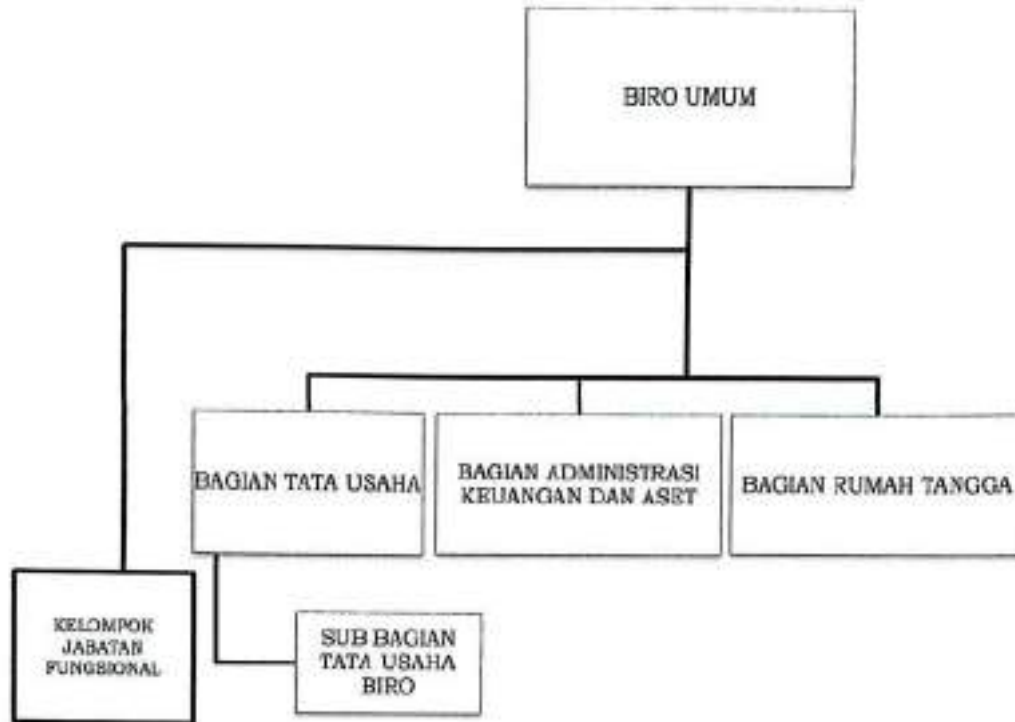 BIRO UMUM
BAGIAN TATA USAHA
BAGIAN ADMINISTRASI
KEUANGAN DAN ASET
BAGIAN RUMAH TANGGA
KELOMPOK
JABATAN
FUNGSIONAL
SUB BAGIAN
TATA USAHA
BIRO